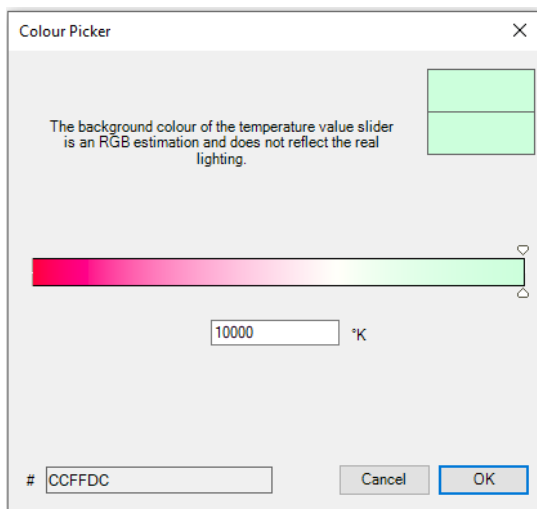 Colour Picker
The background colour of the temperature value slider
is an RGB estimation and does not reflect the real
lighting.
10000 °K
# CCFFDC
Cancel OK